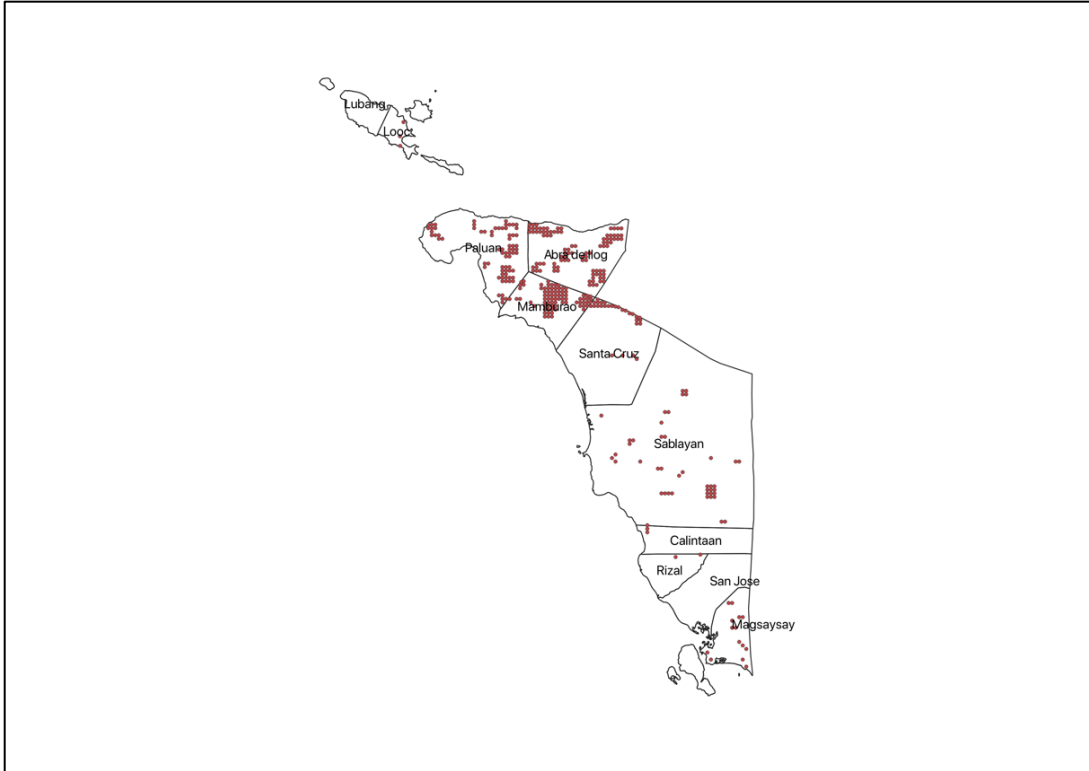 Lubang
Looc
Paluan
Abra de Ilog
Mamburao
Santa Cruz
Sablayan
Calintaan
Rizal
San Jose
Magsaysay